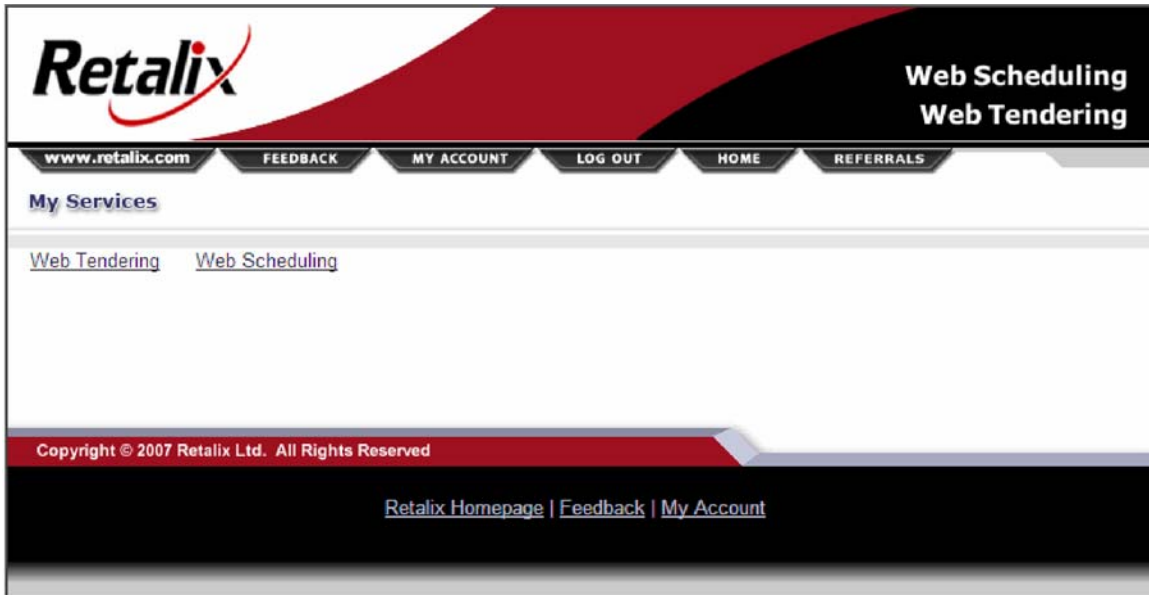 Retalix
Web Scheduling
Web Tendering
www.retalix.com FEEDBACK MY ACCOUNT LOG OUT HOME REFERRALS
My Services
Web Tendering Web Scheduling
Copyright © 2007 Retalix Ltd. All Rights Reserved
Retalix Homepage | Feedback | My Account